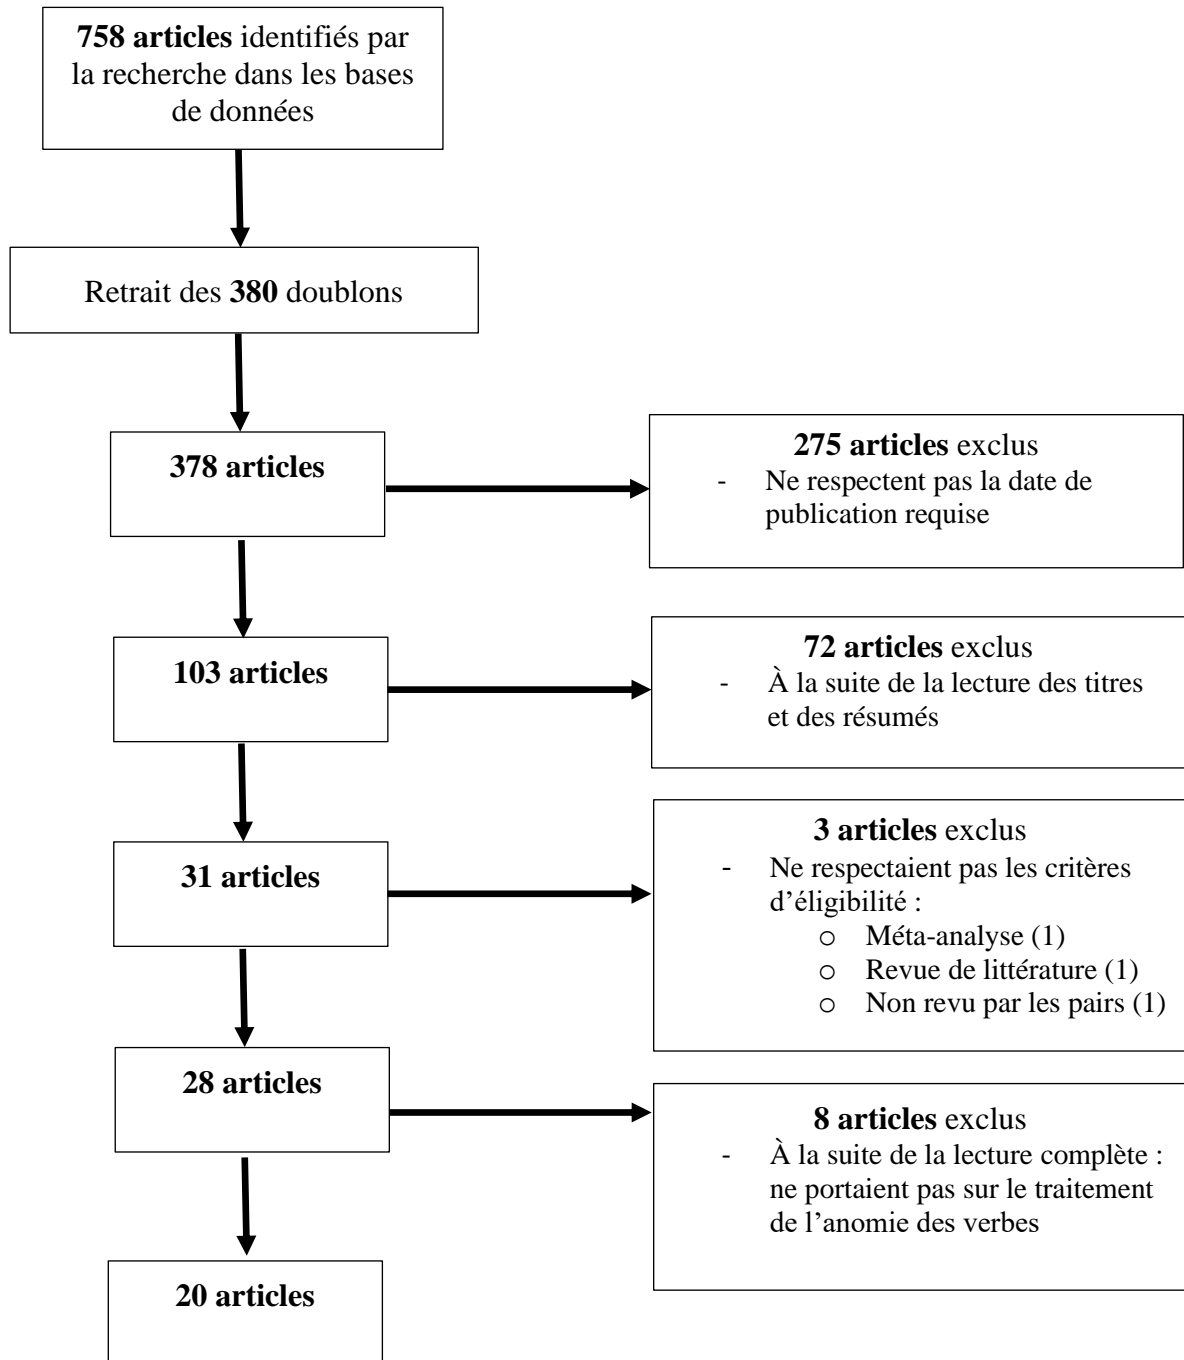 758 articles identifiés par
la recherche dans les bases
de données
Retrait des 380 doublons
378 articles
275 articles exclus
- Ne respectent pas la date de
publication requise
103 articles
72 articles exclus
- À la suite de la lecture des titres
et des résumés
31 articles
3 articles exclus
- Ne respectaient pas les critères
d’éligibilité :
o Méta-analyse (1)
o Revue de littérature (1)
o Non revu par les pairs (1)
28 articles
8 articles exclus
- À la suite de la lecture complète :
ne portaient pas sur le traitement
de l’anomie des verbes
20 articles